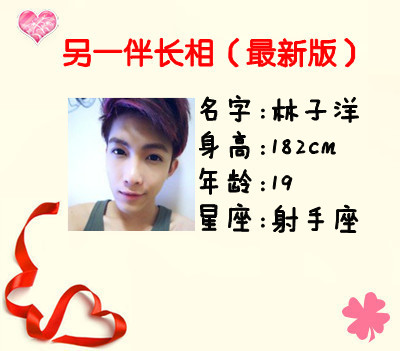 另一伴长相（最新版）
名字:林子洋
身高:182cm
年龄:19
星座:射手座